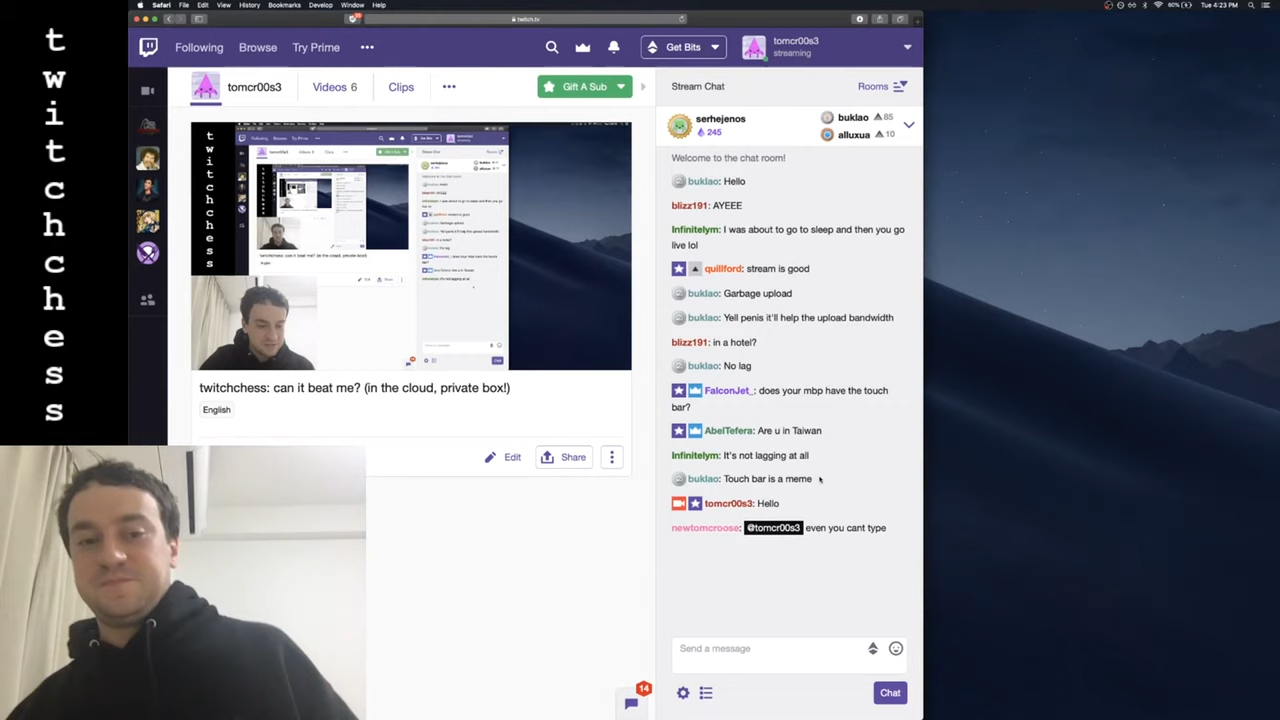 Safari File Edit View History Bookmarks Develop Window Help
60% Tue 4:23 PM
twitch.tv
Following Browse Try Prime
Get Bits
tomcr00s3
streaming
tomcr00s3 Videos 6 Clips
Gift A Sub
twitchchess
twitchchess: can it beat me? (in the cloud, private box!)
English
Edit Share
14
Stream Chat Rooms
serhejenos
245
buklao 85
alluxua 10
Welcome to the chat room!
buklao: Hello
blizz191: AYEEE
Infinitelym: I was about to go to sleep and then you go
live lol
quillford: stream is good
buklao: Garbage upload
buklao: Yell penis it'll help the upload bandwidth
blizz191: in a hotel?
buklao: No lag
FalconJet_: does your mbp have the touch
bar?
AbelTefera: Are u in Taiwan
Infinitelym: It's not lagging at all
buklao: Touch bar is a meme
tomcr00s3: Hello
newtomcroose: @tomcr00s3 even you cant type
Send a message
Chat